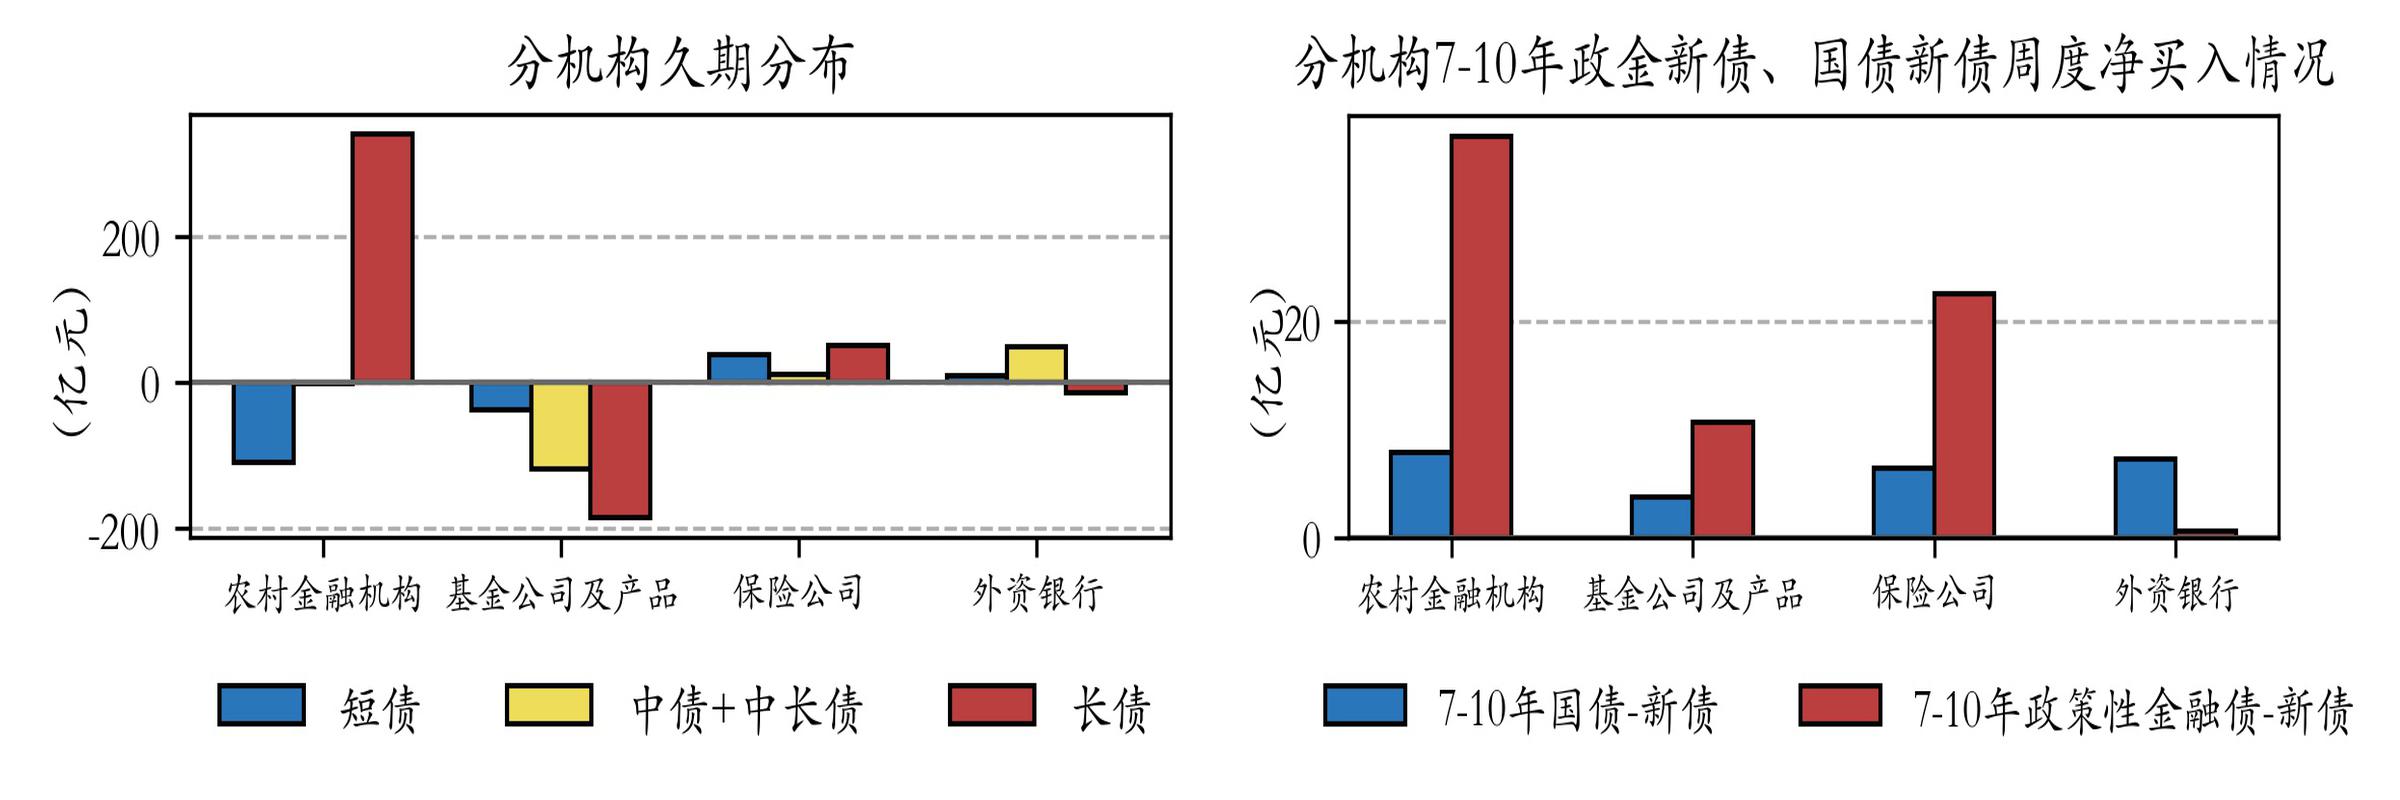 分机构久期分布
(亿元)
200
0
-200
农村金融机构 基金公司及产品 保险公司 外资银行
短债 中债+中长债 长债
分机构7-10年政金新债、国债新债周度净买入情况
(亿元)
20
0
农村金融机构 基金公司及产品 保险公司 外资银行
7-10年国债-新债 7-10年政策性金融债-新债